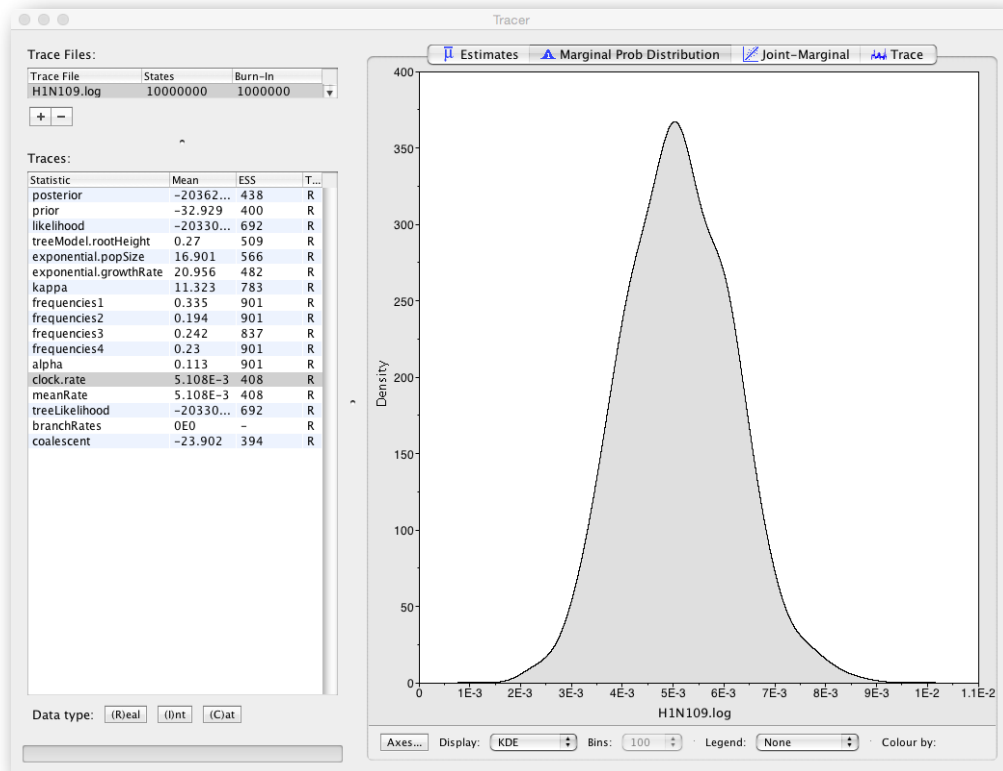 Tracer
Trace Files:
Trace File States Burn-In
H1N109.log 10000000 1000000
+ −
Traces:
Statistic Mean ESS T...
posterior −20362... 438 R
prior −32.929 400 R
likelihood −20330... 692 R
treeModel.rootHeight 0.27 509 R
exponential.popSize 16.901 566 R
exponential.growthRate 20.956 482 R
kappa 11.323 783 R
frequencies1 0.335 901 R
frequencies2 0.194 901 R
frequencies3 0.242 837 R
frequencies4 0.23 901 R
alpha 0.113 901 R
clock.rate 5.108E-3 408 R
meanRate 5.108E-3 408 R
treeLikelihood −20330... 692 R
branchRates 0E0 -
R
coalescent −23.902 394 R
Data type: (R)eal (I)nt (C)at
μ Estimates Marginal Prob Distribution Joint-Marginal Trace
400
350
300
250
200
150
100
50
0
Density
0 1E-3 2E-3 3E-3 4E-3 5E-3 6E-3 7E-3 8E-3 9E-3 1E-2 1.1E-2
H1N109.log
Axes... Display: KDE Bins: 100 Legend: None Colour by: